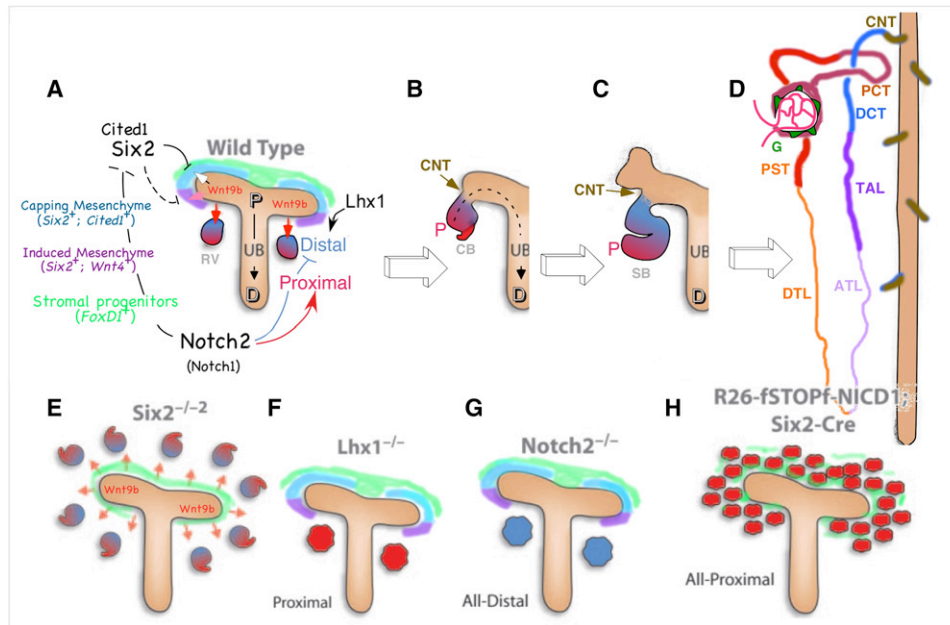 A
Cited1
Six2
Wild Type
Wnt9b
Wnt9b
P
Lhx1
Capping Mesenchyme
(Six2+; Cited1+)
RV
UB
Distal
Induced Mesenchyme
(Six2+; Wnt4+)
Proximal
Stromal progenitors
(FoxD1+)
D
Notch2
(Notch1)
B
CNT
P
CB
UB
D
C
CNT
P
SB
UB
D
D
CNT
PCT
DCT
G
PST
TAL
DTL
ATL
E
Six2-/-2
Wnt9b
Wnt9b
F
Lhx1-/-
Proximal
G
Notch2-/-
All-Distal
H
R26-fSTOPf-NICD1;
Six2-Cre
All-Proximal